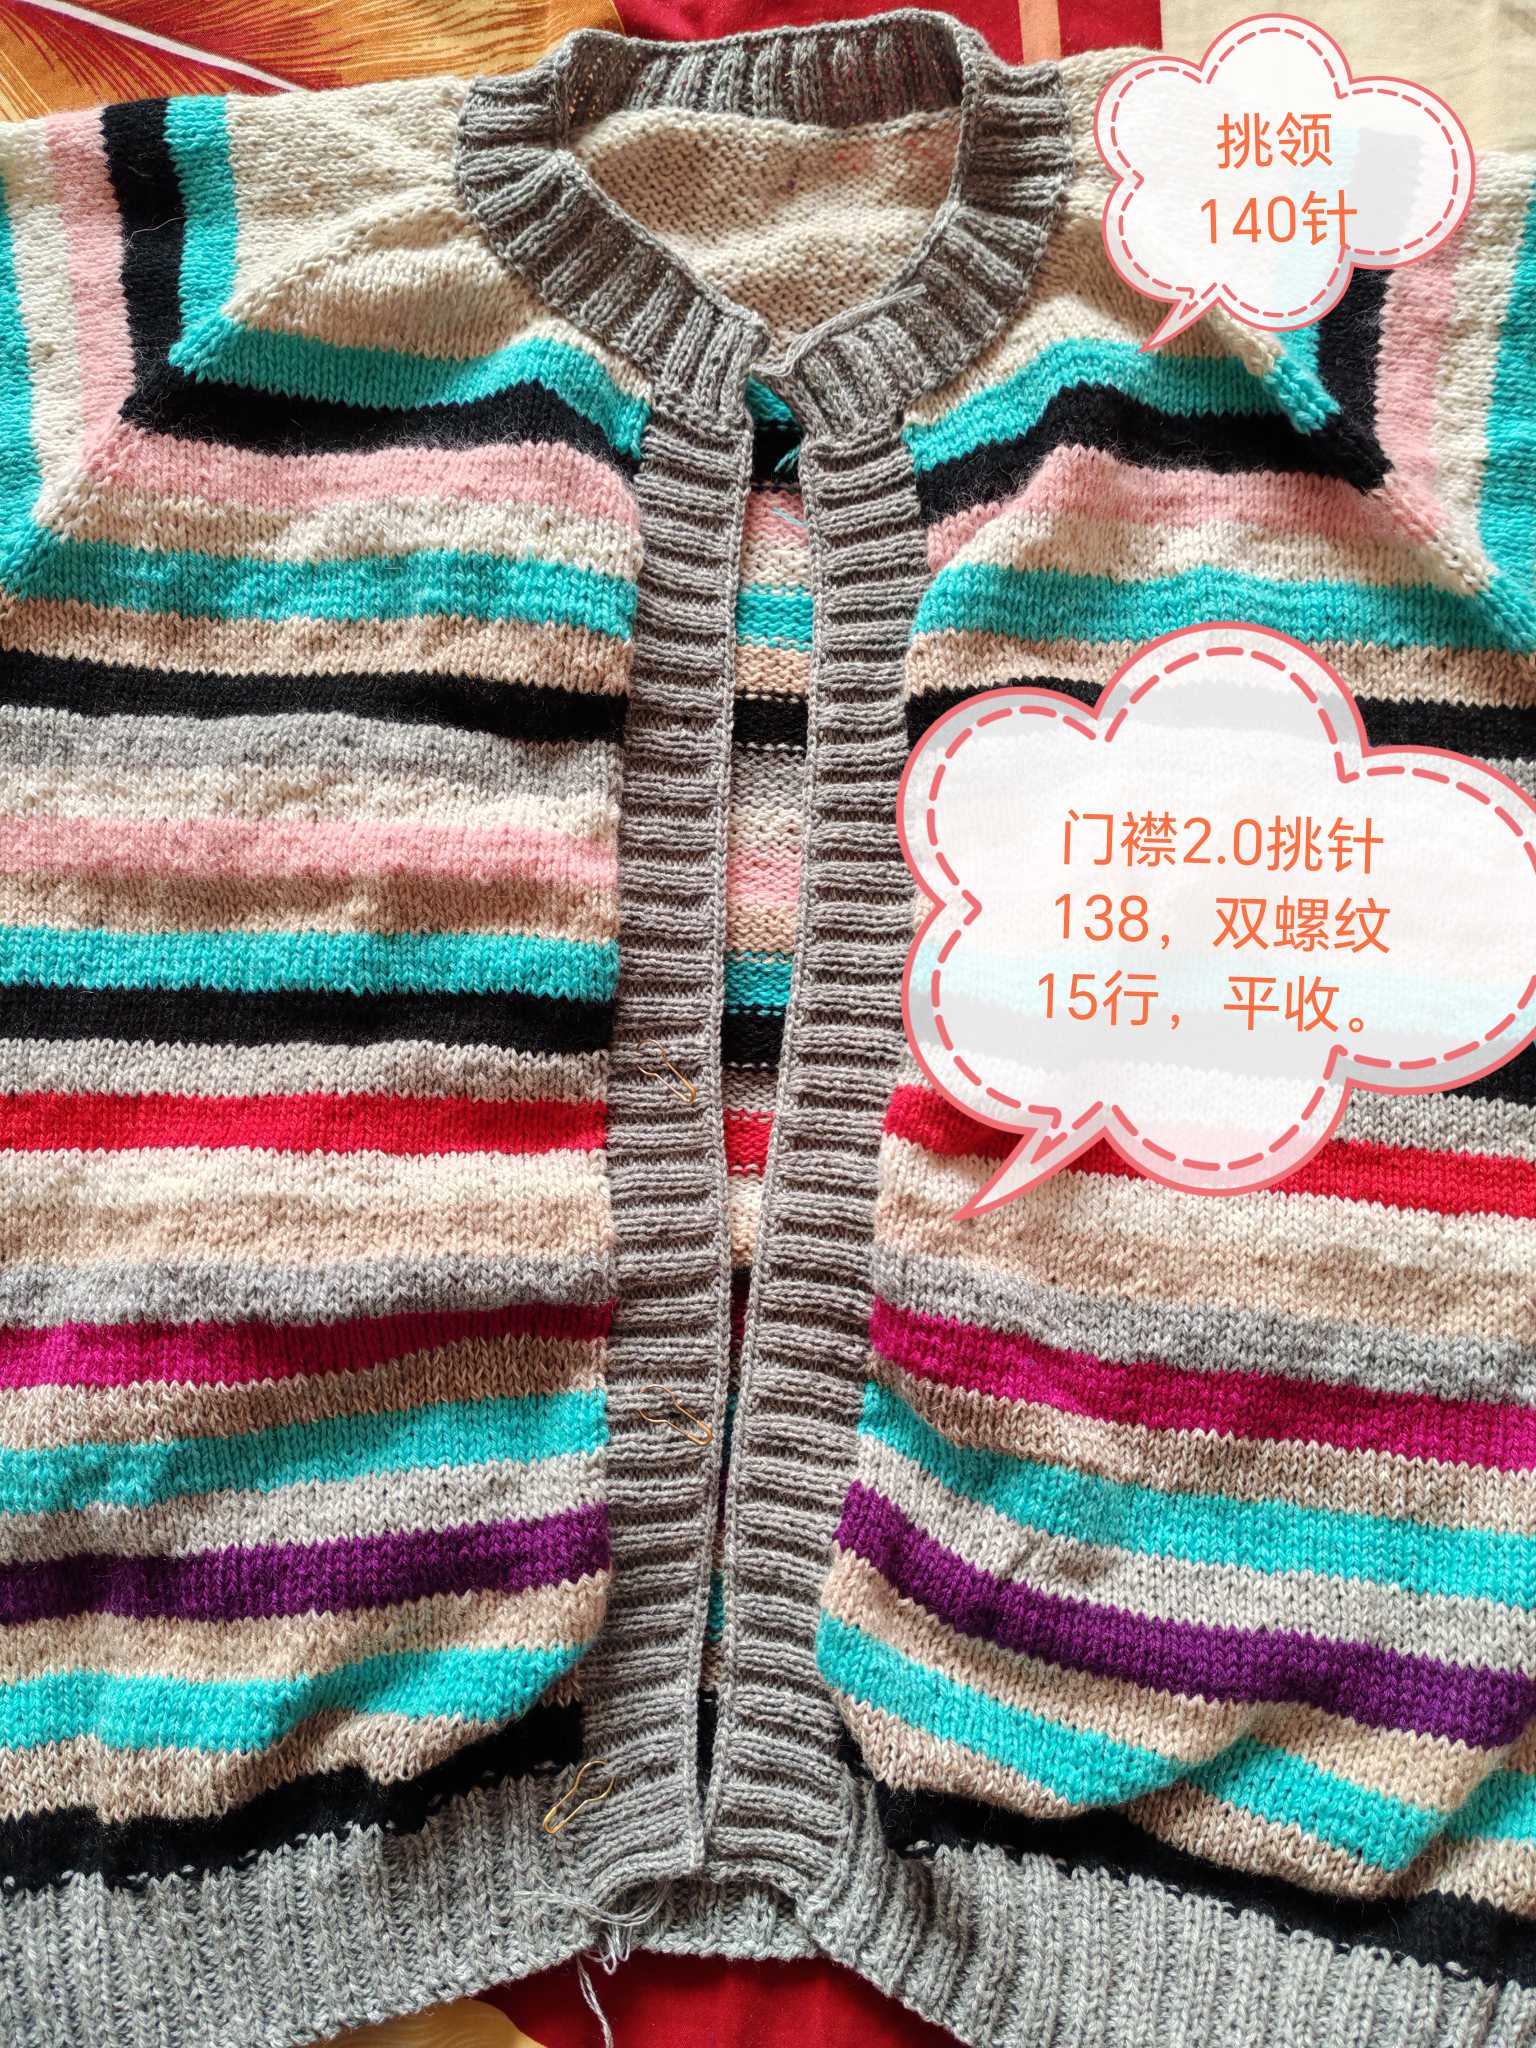 挑领
140针
门襟2.0挑针
138，双螺纹
15行，平收。